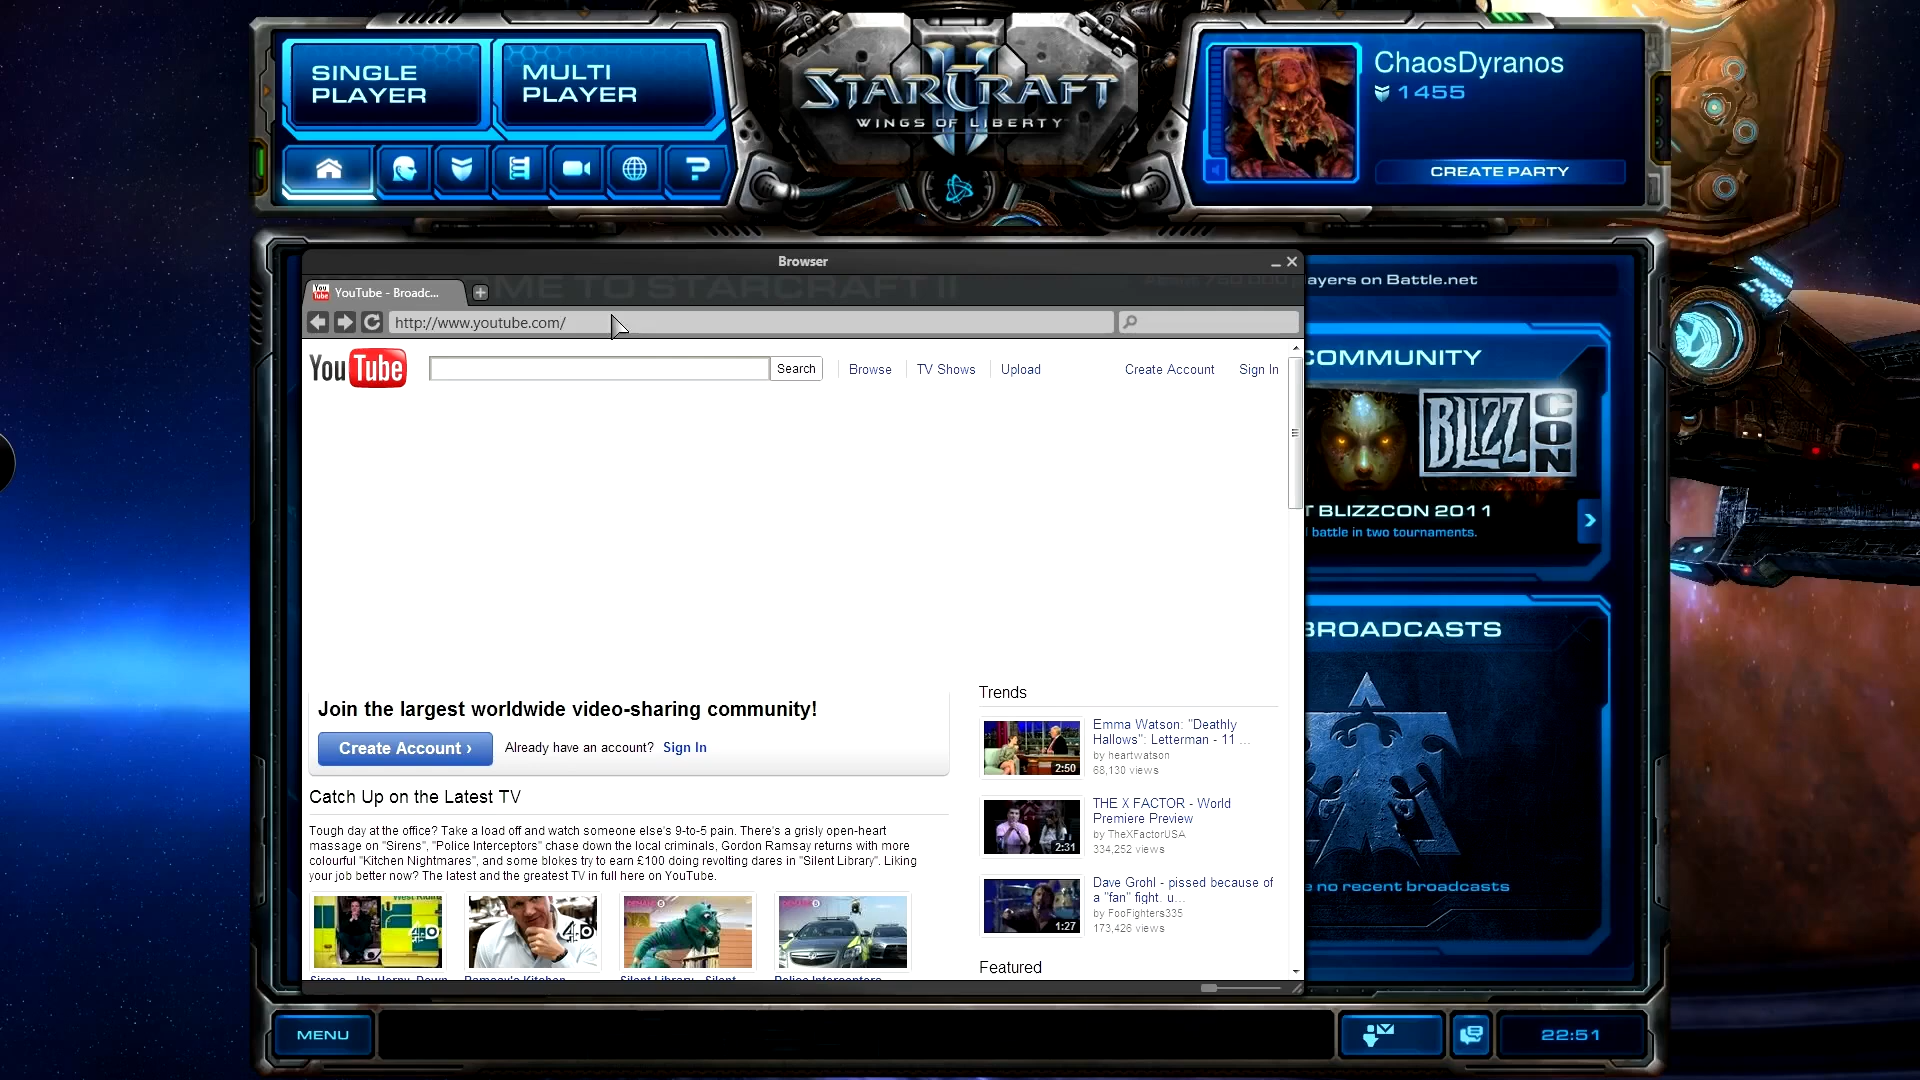 SINGLE
PLAYER
MULTI
PLAYER
STARCRAFT
II
WINGS OF LIBERTY
ChaosDyranos
1455
CREATE PARTY
Browser
YouTube - Broadc...
ME TO STARCRAFT II
ayers on Battle.net
http://www.youtube.com/
YouTube
Search
Browse
TV Shows
Upload
Create Account
Sign In
COMMUNITY
BLIZZCON
T BLIZZCON 2011
battle in two tournaments.
BROADCASTS
e no recent broadcasts
Join the largest worldwide video-sharing community!
Create Account ›
Already have an account? Sign In
Catch Up on the Latest TV
Tough day at the office? Take a load off and watch someone else's 9-to-5 pain. There's a grisly open-heart
massage on "Sirens", "Police Interceptors" chase down the local criminals, Gordon Ramsay returns with more
colourful "Kitchen Nightmares", and some blokes try to earn £100 doing revolting dares in "Silent Library". Liking
your job better now? The latest and the greatest TV in full here on YouTube.
Trends
Emma Watson: "Deathly
Hallows": Letterman - 11 ...
by heartwatson
68,130 views
2:50
THE X FACTOR - World
Premiere Preview
by TheXFactorUSA
334,252 views
2:31
Dave Grohl - pissed because of
a "fan" fight. u...
by FooFighters335
173,426 views
1:27
Featured
MENU
22:51